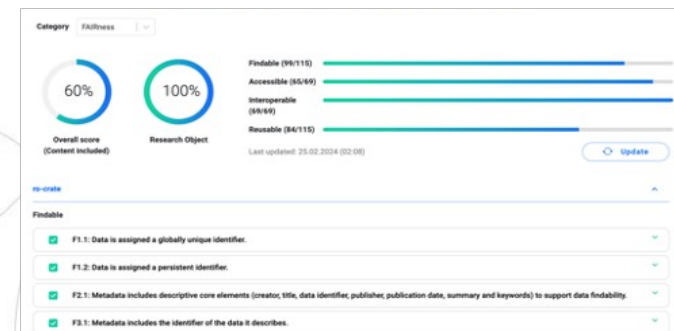 Category FAIRness
Findable (99/115)
Accessible (65/69)
Interoperable
(69/69)
Reusable (84/115)
60%
100%
Overall score
(Content included)
Research Object
Last updated: 25.02.2024 (02:08)
Update
ro-crate
Findable
F1.1: Data is assigned a globally unique identifier.
F1.2: Data is assigned a persistent identifier.
F2.1: Metadata includes descriptive core elements (creator, title, data identifier, publisher, publication date, summary and keywords) to support data findability.
F3.1: Metadata includes the identifier of the data it describes.